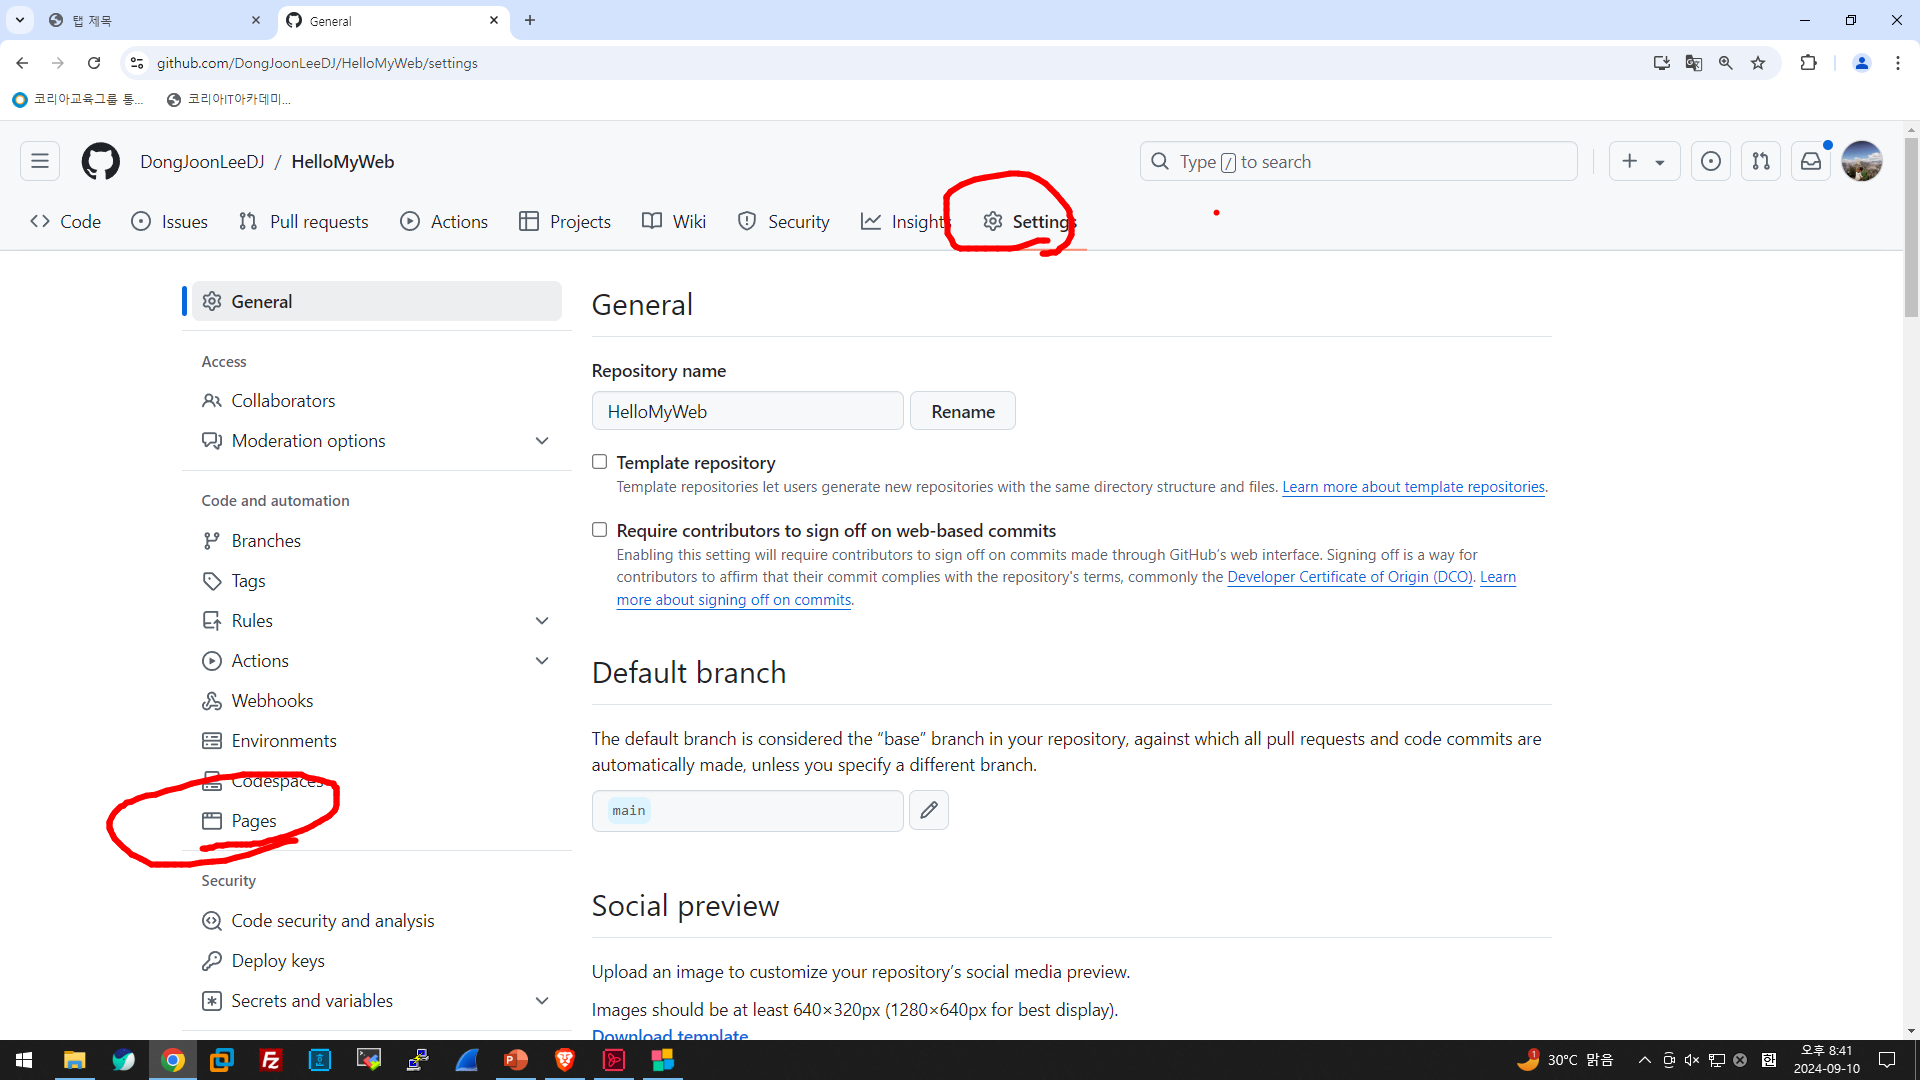 탭 제목
General
github.com/DongJoonLeeDJ/HelloMyWeb/settings
코리아교육그룹 통...
코리아IT아카데미...
DongJoonLeeDJ / HelloMyWeb
Type / to search
Code
Issues
Pull requests
Actions
Projects
Wiki
Security
Insights
Settings
General
Access
Collaborators
Moderation options
Code and automation
Branches
Tags
Rules
Actions
Webhooks
Environments
Codespaces
Pages
Security
Code security and analysis
Deploy keys
Secrets and variables
General
Repository name
HelloMyWeb
Rename
Template repository
Template repositories let users generate new repositories with the same directory structure and files. Learn more about template repositories.
Require contributors to sign off on web-based commits
Enabling this setting will require contributors to sign off on commits made through GitHub's web interface. Signing off is a way for
contributors to affirm that their commit complies with the repository's terms, commonly the Developer Certificate of Origin (DCO). Learn
more about signing off on commits.
Default branch
The default branch is considered the “base” branch in your repository, against which all pull requests and code commits are
automatically made, unless you specify a different branch.
main
Social preview
Upload an image to customize your repository’s social media preview.
Images should be at least 640×320px (1280×640px for best display).
Download template
1
30°C 맑음
한
오후 8:41
2024-09-10